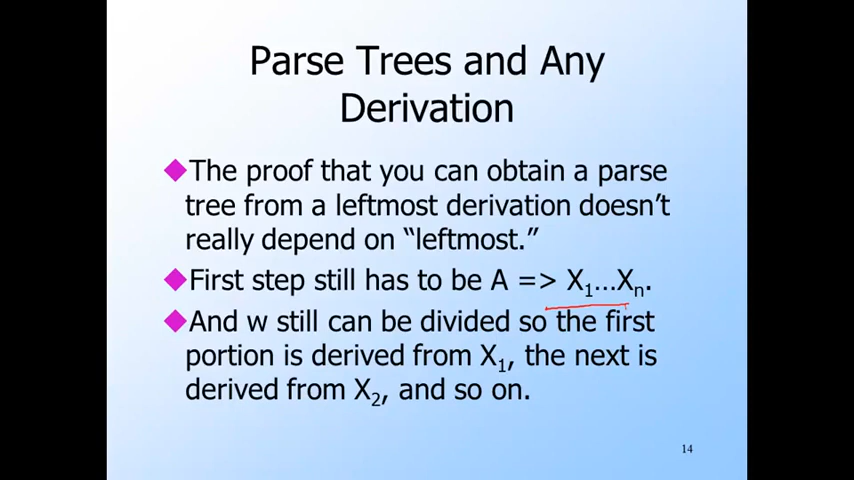 Parse Trees and Any
Derivation
The proof that you can obtain a parse
tree from a leftmost derivation doesn’t
really depend on “leftmost.”
First step still has to be A => X₁…Xₙ.
And w still can be divided so the first
portion is derived from X₁, the next is
derived from X₂, and so on.
14